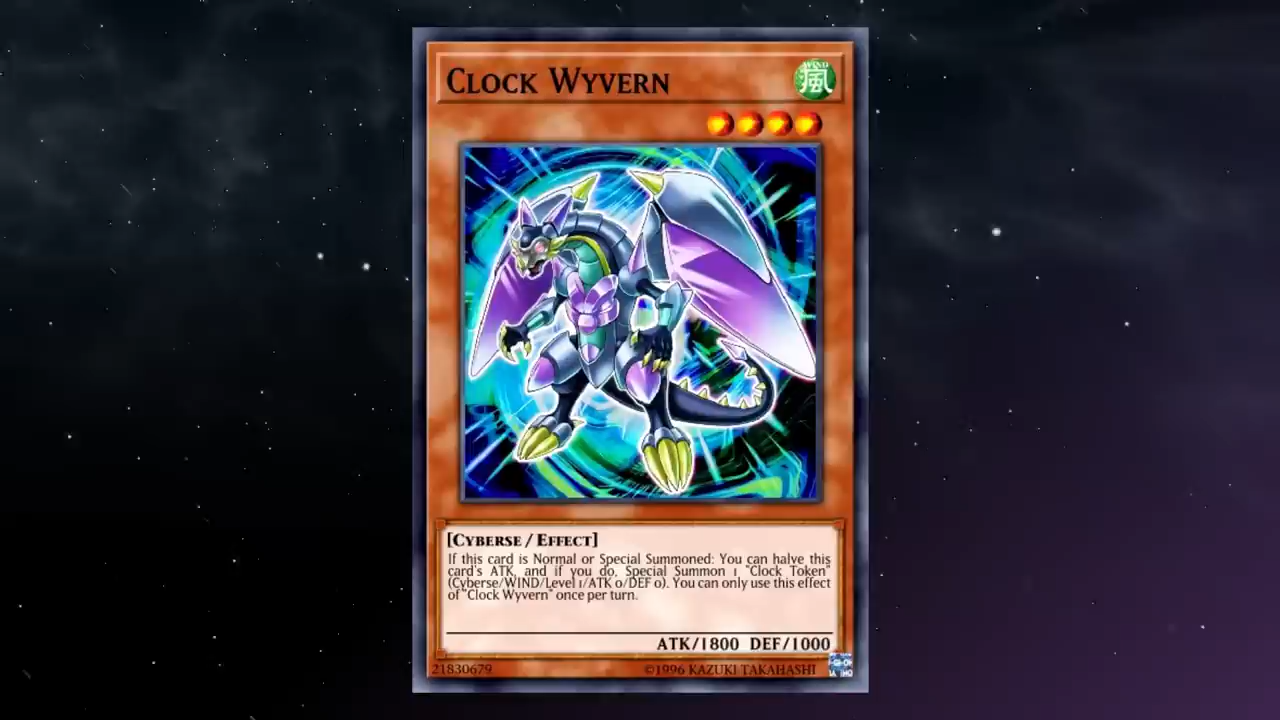 CLOCK WYVERN
WIND
風
[CYBERSE / EFFECT]
If this card is Normal or Special Summoned: You can halve this
card's ATK, and if you do, Special Summon 1 "Clock Token"
(Cyberse/WIND/Level 1/ATK 0/DEF 0). You can only use this effect
of "Clock Wyvern" once per turn.
ATK/1800 DEF/1000
21830679
©1996 KAZUKI TAKAHASHI